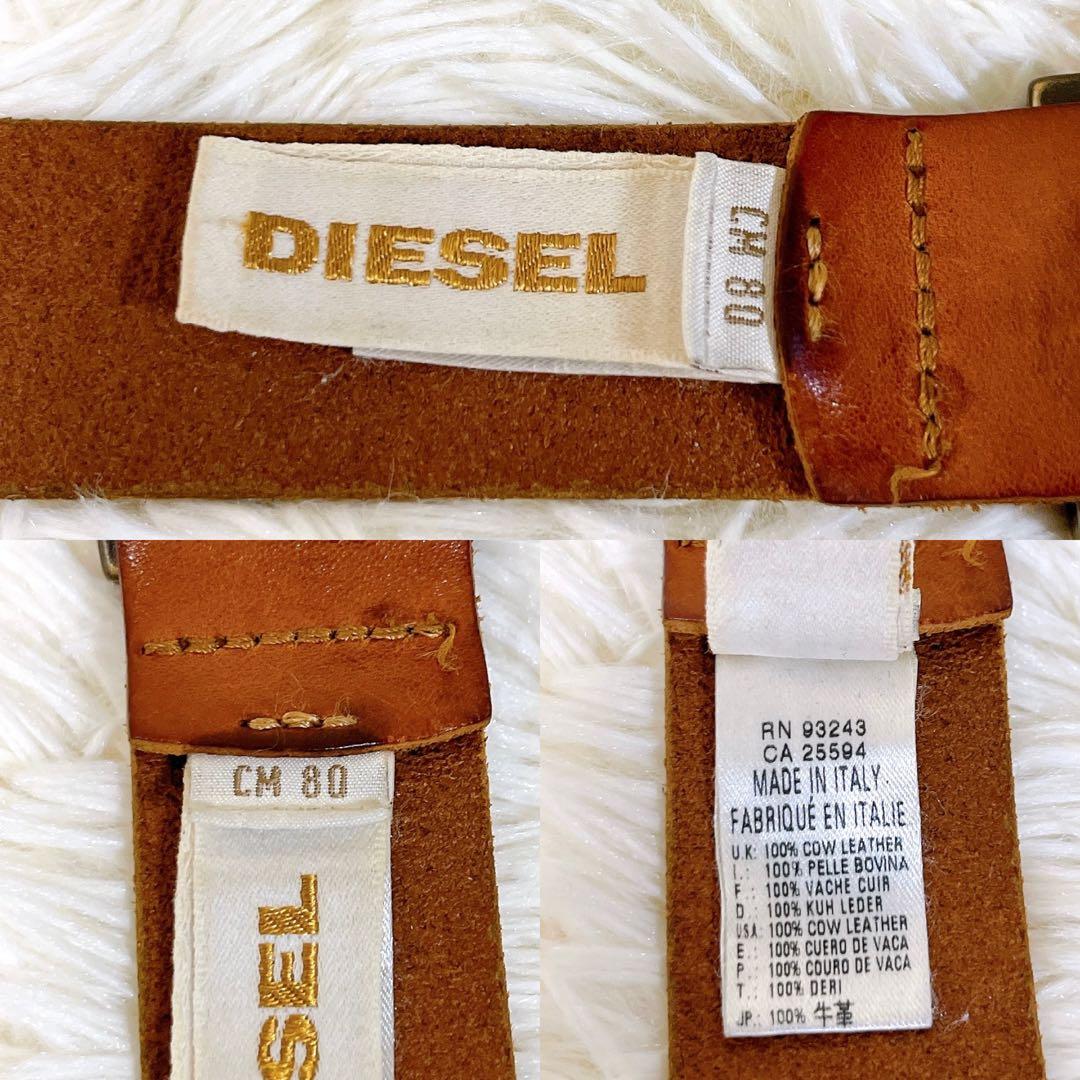 DIESEL
CM 80
CM 80
SEL
RN 93243
CA 25594
MADE IN ITALY
FABRIQUÉ EN ITALIE
U.K: 100% COW LEATHER
I.: 100% PELLE BOVINA
F.: 100% VACHE CUIR
D.: 100% KUH LEDER
USA: 100% COW LEATHER
E.: 100% CUERO DE VACA
P.: 100% COURO DE VACA
T.: 100% DERI
JP.: 100% 牛革